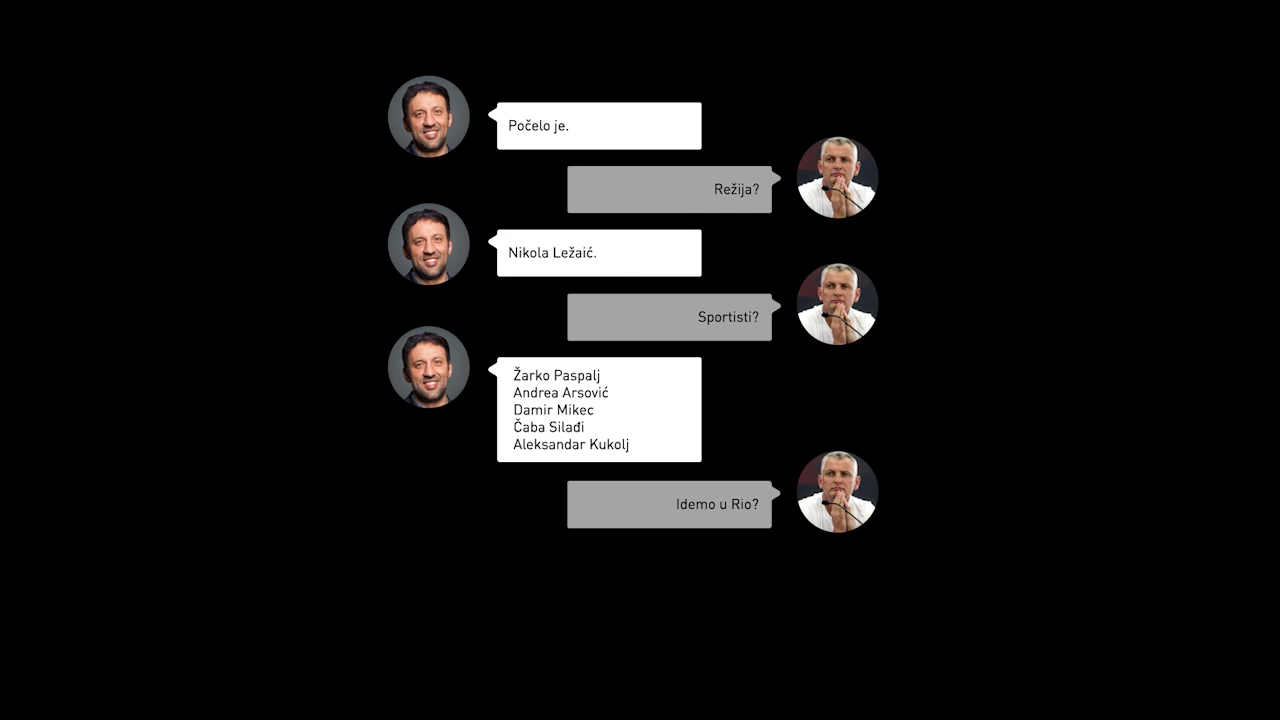 Počelo je.
Režija?
Nikola Ležaić.
Sportisti?
Žarko Paspalj
Andrea Arsović
Damir Mikec
Čaba Silađi
Aleksandar Kukolj
Idemo u Rio?